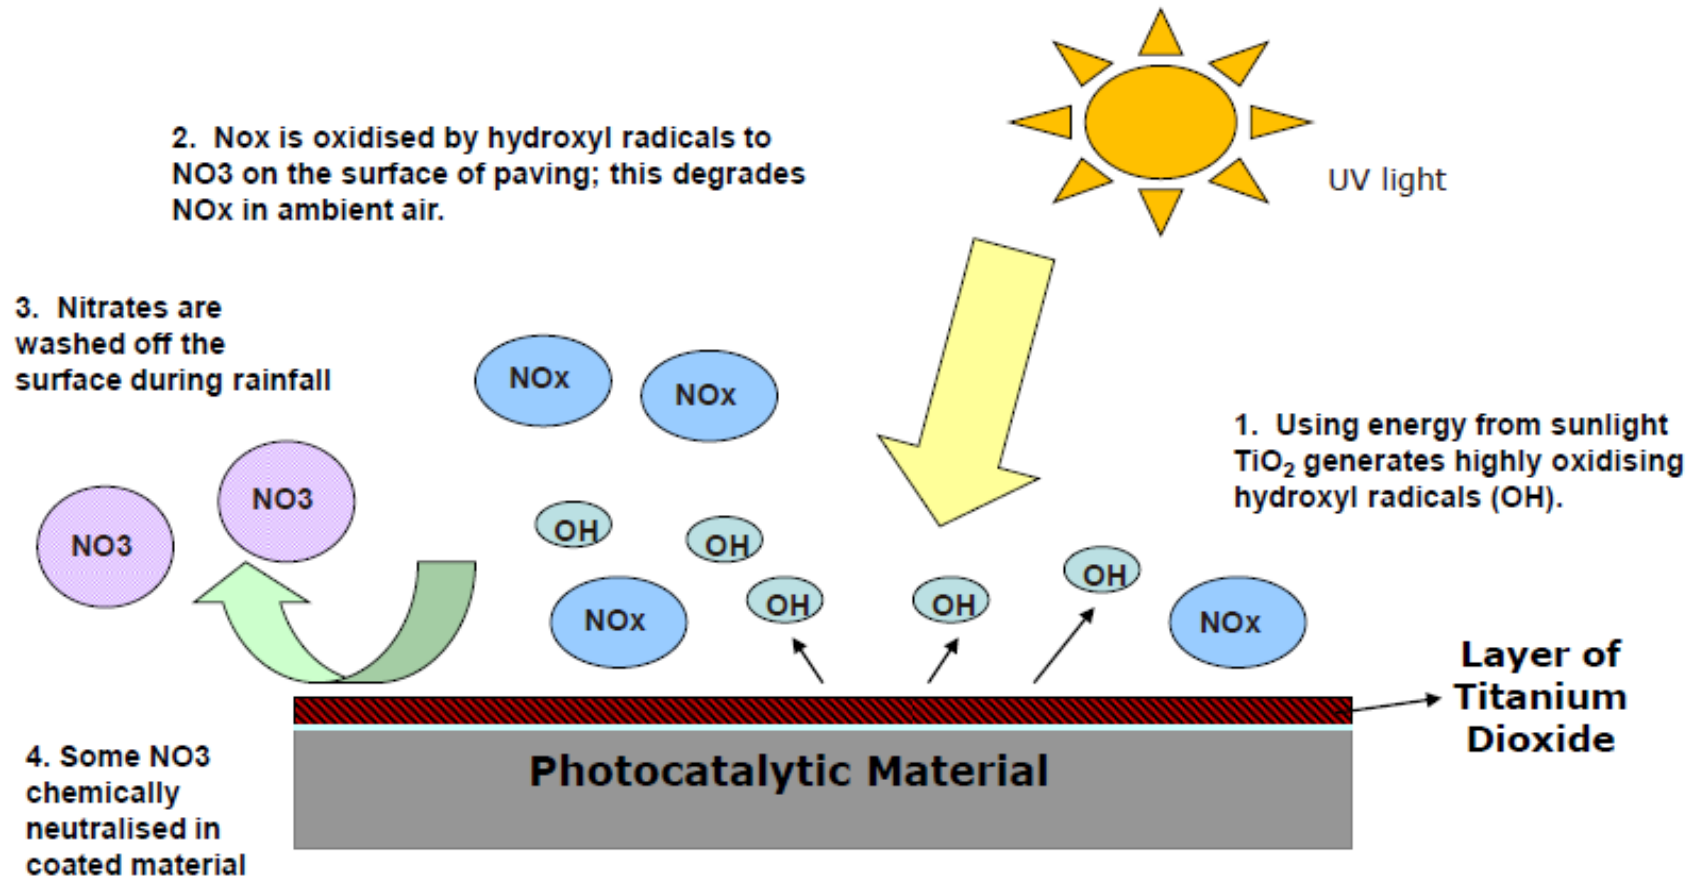 2.  Nox is oxidised by hydroxyl radicals to
NO3 on the surface of paving; this degrades
NOx in ambient air.
UV light
3.  Nitrates are
washed off the
surface during rainfall
NOx
NOx
1.  Using energy from sunlight
TiO₂ generates highly oxidising
hydroxyl radicals (OH).
NO3
NO3
OH
OH
OH
OH
OH
NOx
NOx
Layer of
Titanium
Dioxide
Photocatalytic Material
4. Some NO3
chemically
neutralised in
coated material